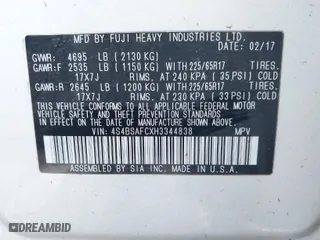 MFD. BY FUJI HEAVY INDUSTRIES LTD.
DATE: 02/17
GVWR: 4695 LB (2130 KG)
GAWR:F 2535 LB (1150 KG) WITH 225/65R17
17X7J RIMS, AT 240 KPA ( 35 PSI) COLD
GAWR:R 2645 LB (1200 KG) WITH 225/65R17
17X7J RIMS, AT 230 KPA ( 33 PSI) COLD
THIS VEHICLE CONFORMS TO ALL APPLICABLE FEDERAL MOTOR VEHICLE SAFETY AND
THEFT PREVENTION STANDARDS IN EFFECT ON THE DATE OF MANUFACTURE SHOWN ABOVE.
VIN: 4S4BSAFCXH3344838 MPV
ASSEMBLED BY SIA INC. MADE IN U.S.A.